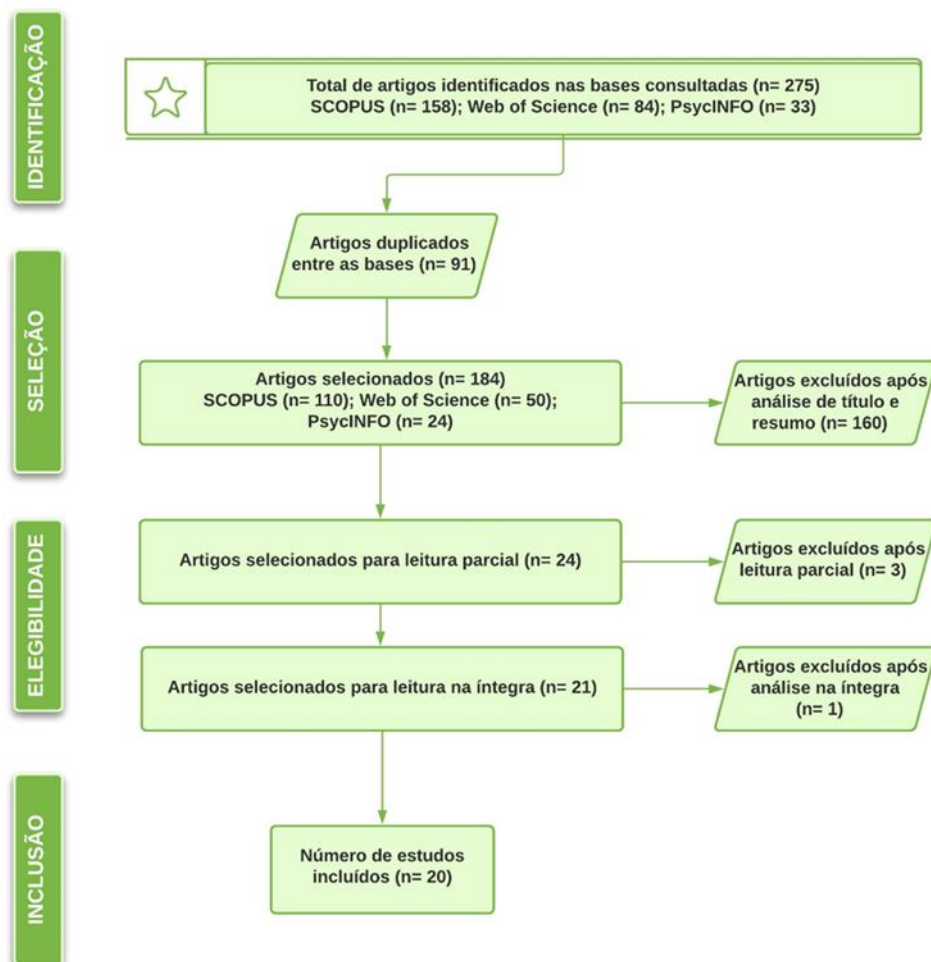 IDENTIFICAÇÃO
Total de artigos identificados nas bases consultadas (n= 275)
SCOPUS (n= 158); Web of Science (n= 84); PsycINFO (n= 33)
SELEÇÃO
Artigos duplicados
entre as bases (n= 91)
Artigos selecionados (n= 184)
SCOPUS (n= 110); Web of Science (n= 50);
PsycINFO (n= 24)
Artigos excluídos após
análise de título e
resumo (n= 160)
ELEGIBILIDADE
Artigos selecionados para leitura parcial (n= 24)
Artigos excluídos após
leitura parcial (n= 3)
Artigos selecionados para leitura na íntegra (n= 21)
Artigos excluídos após
análise na íntegra
(n= 1)
INCLUSÃO
Número de estudos
incluídos (n= 20)